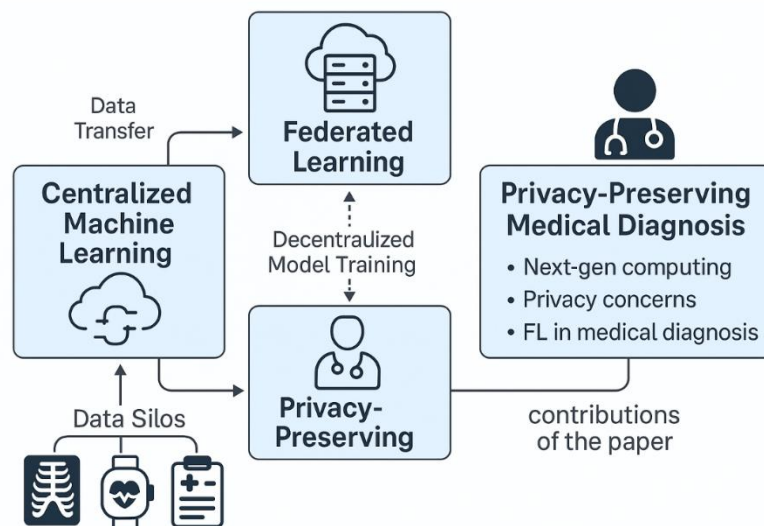 Data
Transfer
Federated
Learning
Centralized
Machine
Learning
Decentraulized
Model Training
Privacy-Preserving
Medical Diagnosis
• Next-gen computing
• Privacy concerns
• FL in medical diagnosis
Data Silos
Privacy-
Preserving
contributions
of the paper